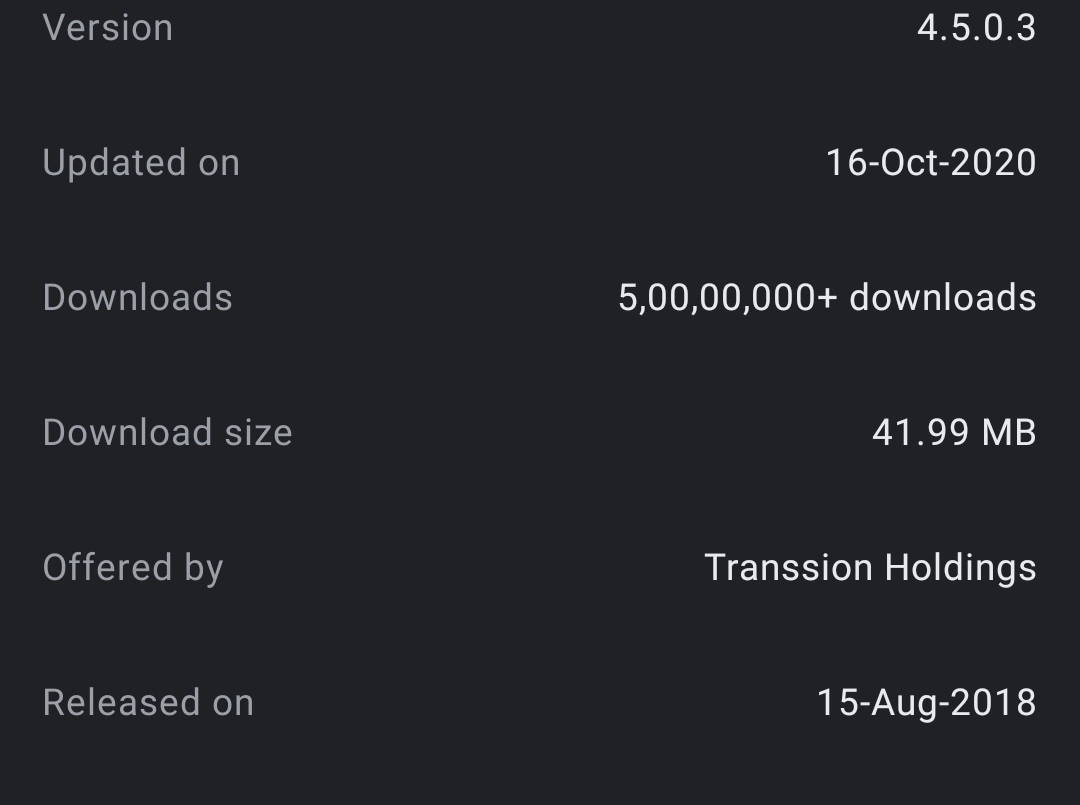 Version 4.5.0.3
Updated on 16-Oct-2020
Downloads 5,00,00,000+ downloads
Download size 41.99 MB
Offered by Transsion Holdings
Released on 15-Aug-2018